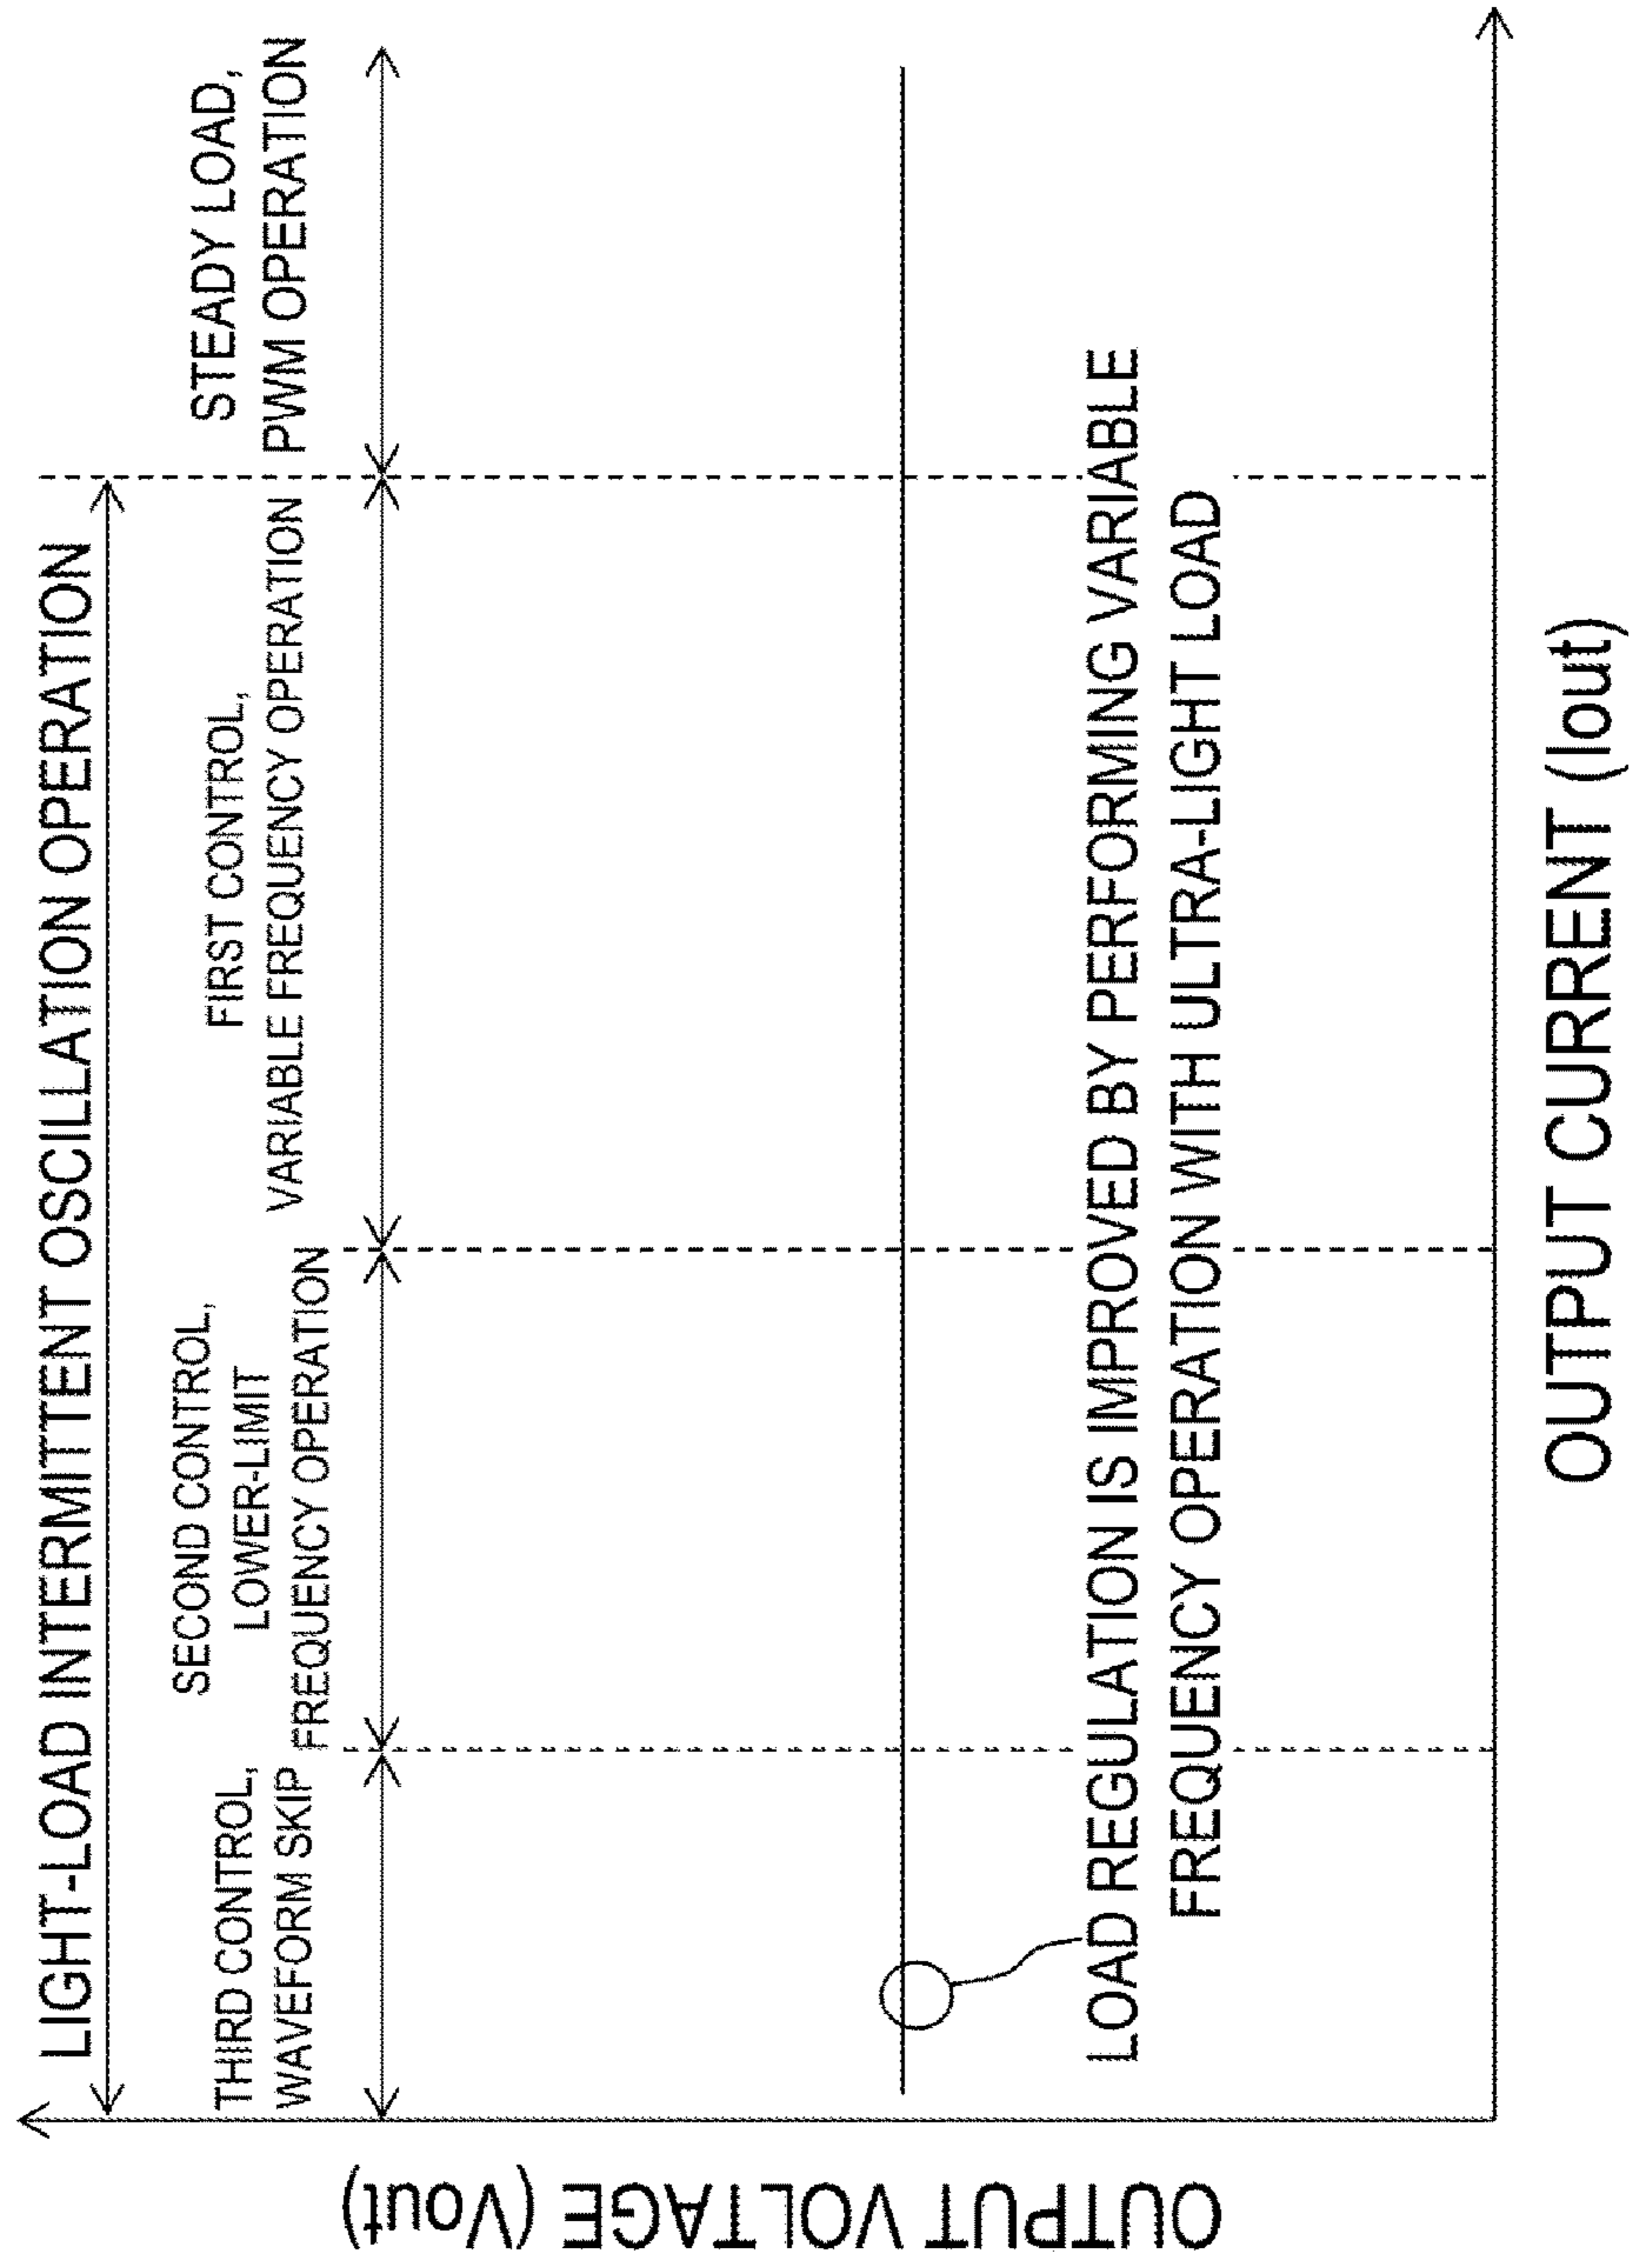 LIGHT-LOAD INTERMITTENT OSCILLATION OPERATION
THIRD CONTROL,
WAVEFORM SKIP
SECOND CONTROL,
LOWER-LIMIT
FREQUENCY OPERATION
FIRST CONTROL,
VARIABLE FREQUENCY OPERATION
STEADY LOAD,
PWM OPERATION
OUTPUT VOLTAGE (Vout)
LOAD REGULATION IS IMPROVED BY PERFORMING VARIABLE
FREQUENCY OPERATION WITH ULTRA-LIGHT LOAD
OUTPUT CURRENT (Iout)